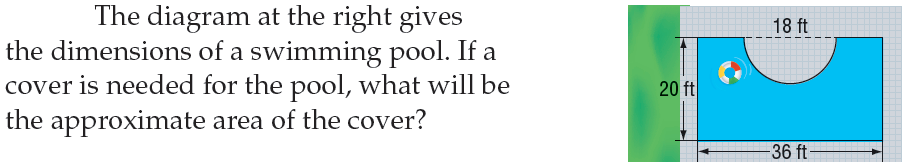 The diagram at the right gives
the dimensions of a swimming pool. If a
cover is needed for the pool, what will be
the approximate area of the cover?
18 ft
20 ft
36 ft